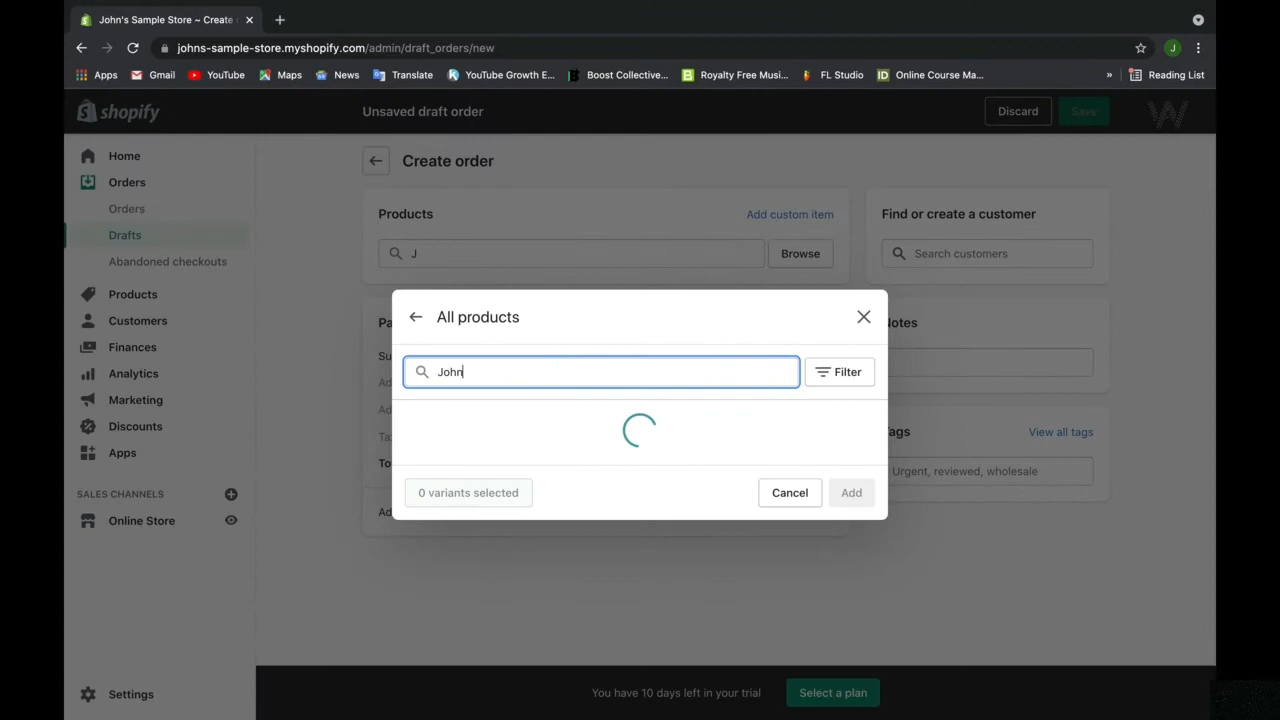 John's Sample Store ~ Create
johns-sample-store.myshopify.com/admin/draft_orders/new
J
Apps
Gmail
YouTube
Maps
News
Translate
YouTube Growth E...
Boost Collective...
Royalty Free Musi...
FL Studio
Online Course Ma...
»
Reading List
shopify
Unsaved draft order
Discard
Save
Home
Orders
Orders
Drafts
Abandoned checkouts
Products
Customers
Finances
Analytics
Marketing
Discounts
Apps
SALES CHANNELS
Online Store
Settings
Create order
Products
Add custom item
J
Browse
Find or create a customer
Search customers
All products
John
Filter
0 variants selected
Cancel
Add
Notes
View all tags
Urgent, reviewed, wholesale
You have 10 days left in your trial
Select a plan